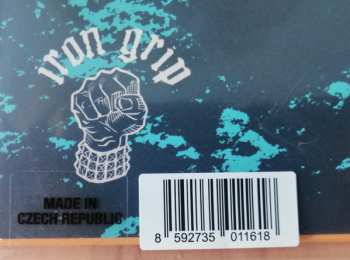 iron grip
MADE IN
CZECH REPUBLIC
8 592735 011618